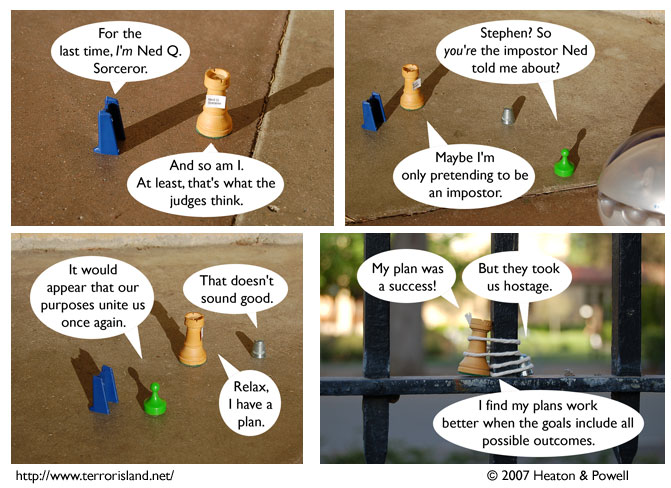 For the
last time, I'm Ned Q.
Sorceror.
And so am I.
At least, that's what the
judges think.
Stephen? So
you're the impostor Ned
told me about?
Maybe I'm
only pretending to be
an impostor.
It would
appear that our
purposes unite us
once again.
That doesn't
sound good.
Relax,
I have a
plan.
My plan was
a success!
But they took
us hostage.
I find my plans work
better when the goals include all
possible outcomes.
http://www.terrorisland.net/
© 2007 Heaton & Powell